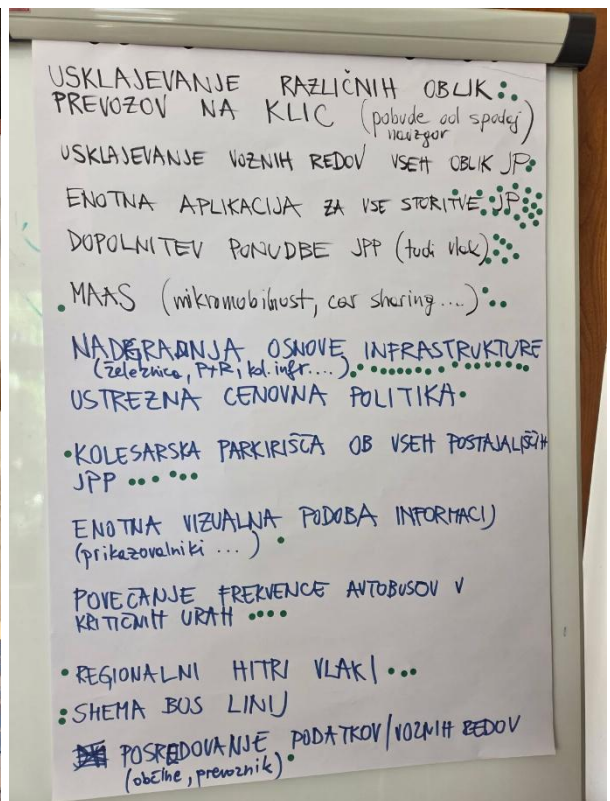 USKLAJEVANJE RAZLIČNIH OBLIK
PREVOZOV NA KLIC (pobude od spodaj
navzgor)
USKLAJEVANJE VOZNIH REDOV VSEH OBLIK JP
ENOTNA APLIKACIJA ZA VSE STORITVE JP
DOPOLNITEV PONUDBE JPP (tudi vlak)
MAAS (mikromobilnost, car sharing....)
NADGRADNJA OSNOVE INFRASTRUKTURE
(železnica, P+R, kol. infr....)
USTREZNA CENOVNA POLITIKA
KOLESARSKA PARKIRIŠČA OB VSEH POSTAJALIŠČIH
JPP
ENOTNA VIZUALNA PODOBA INFORMACIJ
(prikazovalniki ...)
POVEČANJE FREKVENCE AVTOBUSOV V
KRITIČNIH URAH
REGIONALNI HITRI VLAKI
SHEMA BUS LINIJ
POSREDOVANJE PODATKOV/VOZNIH REDOV
(občine, prevoznik)